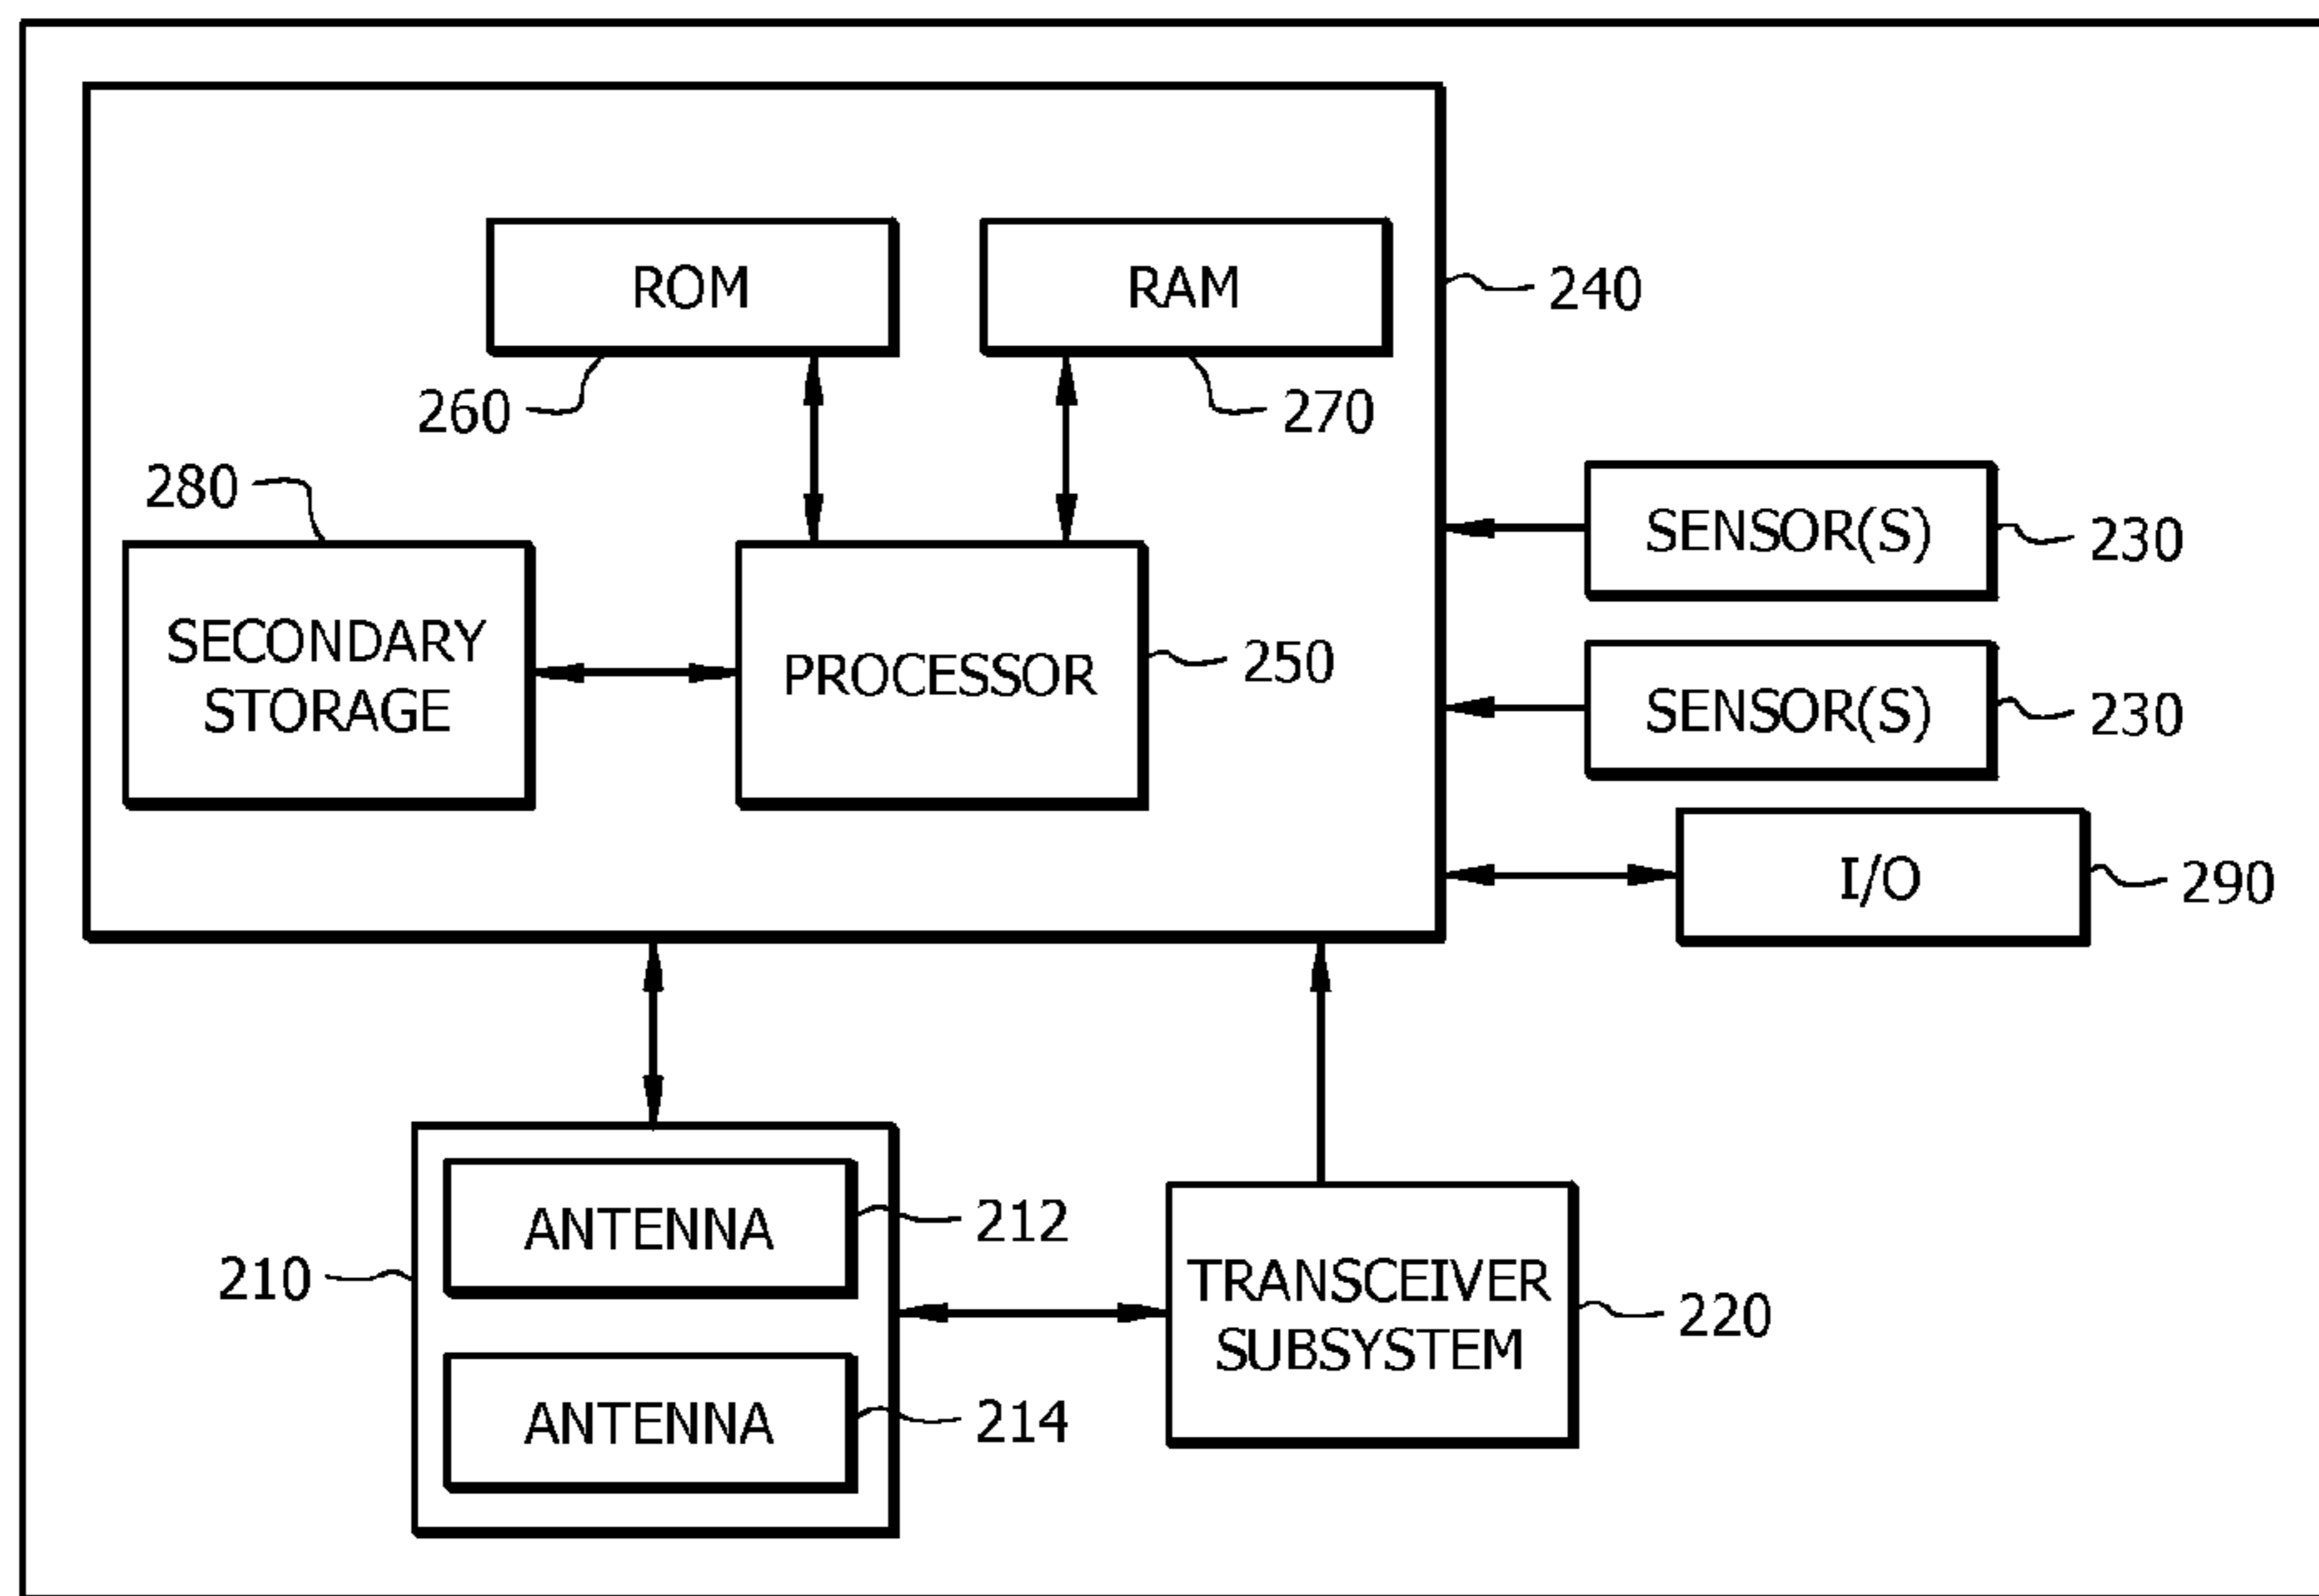 ROM
RAM
240
260
270
280
SENSOR(S)
230
SECONDARY
STORAGE
PROCESSOR
250
SENSOR(S)
230
I/O
290
ANTENNA
212
210
TRANSCEIVER
SUBSYSTEM
220
ANTENNA
214